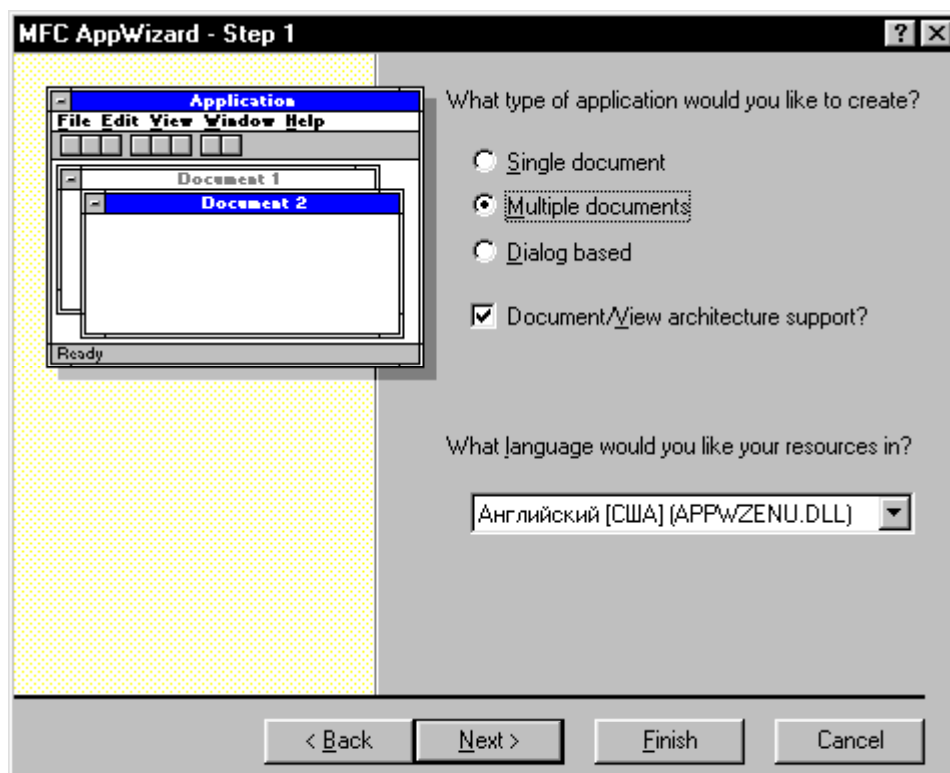 MFC AppWizard - Step 1
Application
File Edit View Window Help
Document 1
Document 2
Ready
What type of application would you like to create?
Single document
Multiple documents
Dialog based
Document/View architecture support?
What language would you like your resources in?
Английский [США] (APPWZENU.DLL)
< Back
Next >
Finish
Cancel